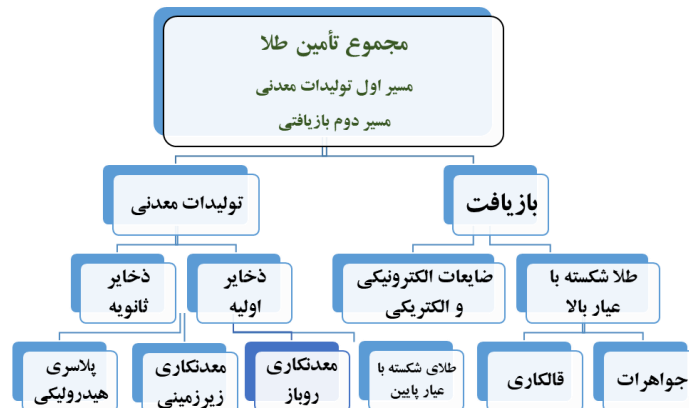 مجموع تأمین طلا
مسیر اول تولیدات معدنی
مسیر دوم بازیافتی
بازیافت
تولیدات معدنی
طلا شکسته با
عیار بالا
ضایعات الکترونیکی
و الکتریکی
ذخایر
اولیه
ذخایر
ثانویه
جواهرات
قالکاری
طلای شکسته با
عیار پایین
معدنکاری
روباز
معدنکاری
زیرزمینی
پلاسری
هیدرولیکی